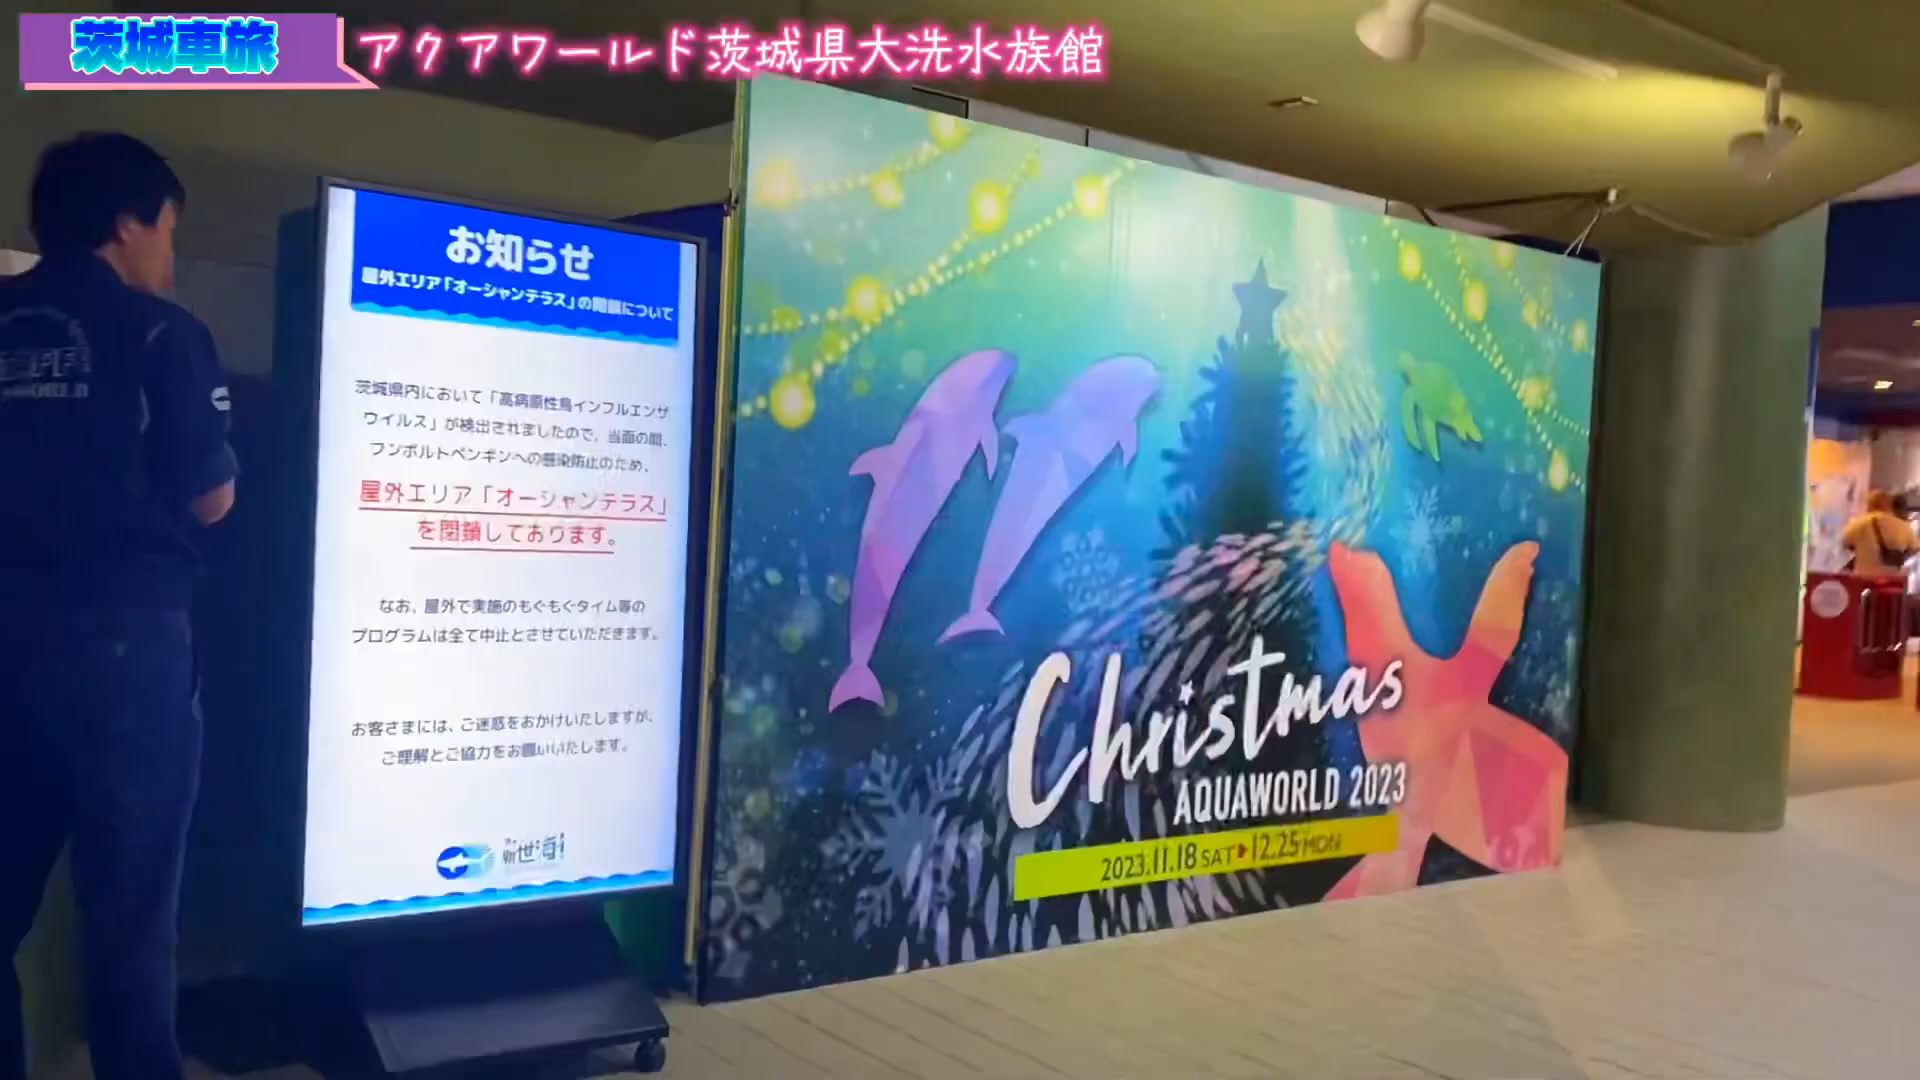 茨城車旅
アクアワールド茨城県大洗水族館
お知らせ
屋外エリア「オーシャンテラス」の閉鎖について
茨城県内において「高病原性鳥インフルエンザ
ウイルス」が検出されましたので、当面の間、
フンボルトペンギンへの感染防止のため、
屋外エリア「オーシャンテラス」
を閉鎖しております。
なお、屋外で実施のもぐもぐタイム等の
プログラムは全て中止とさせていただきます。
お客さまには、ご迷惑をおかけいたしますが、
ご理解とご協力をお願いいたします。
Christmas
AQUAWORLD 2023
2023.11.18 SAT▶12.25 MON